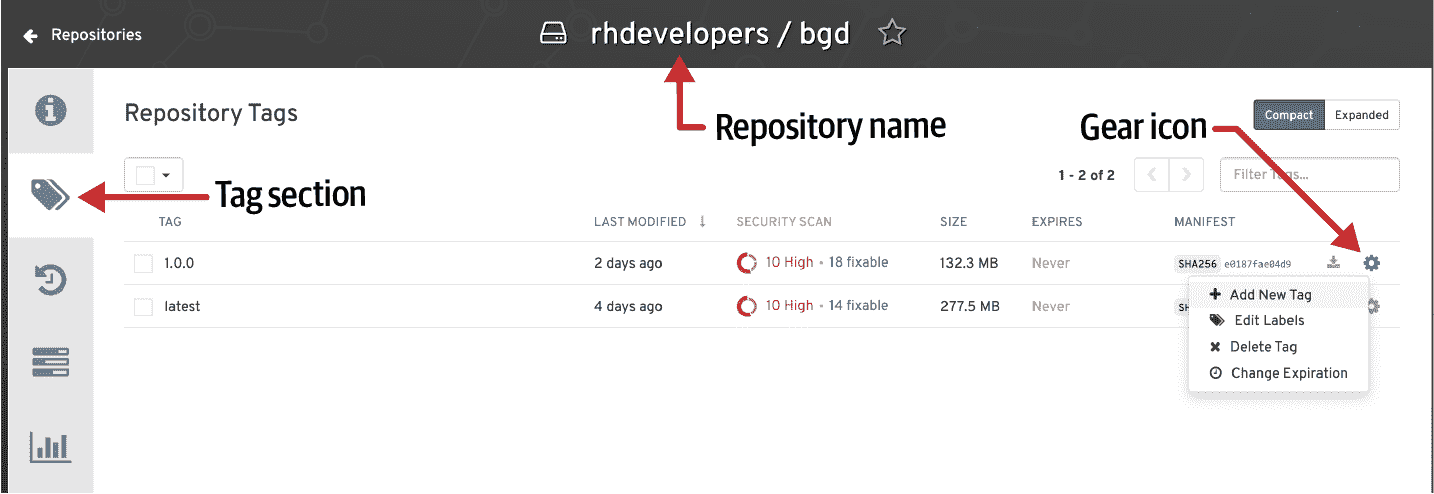 Repositories
rhdevelopers / bgd
Repository Tags
Repository name
Gear icon
Compact Expanded
Tag section
1 - 2 of 2
Filter Tags...
TAG LAST MODIFIED SECURITY SCAN SIZE EXPIRES MANIFEST
1.0.0 2 days ago 10 High • 18 fixable 132.3 MB Never SHA256 e0187fae04d9
latest 4 days ago 10 High • 14 fixable 277.5 MB Never SH
Add New Tag
Edit Labels
Delete Tag
Change Expiration